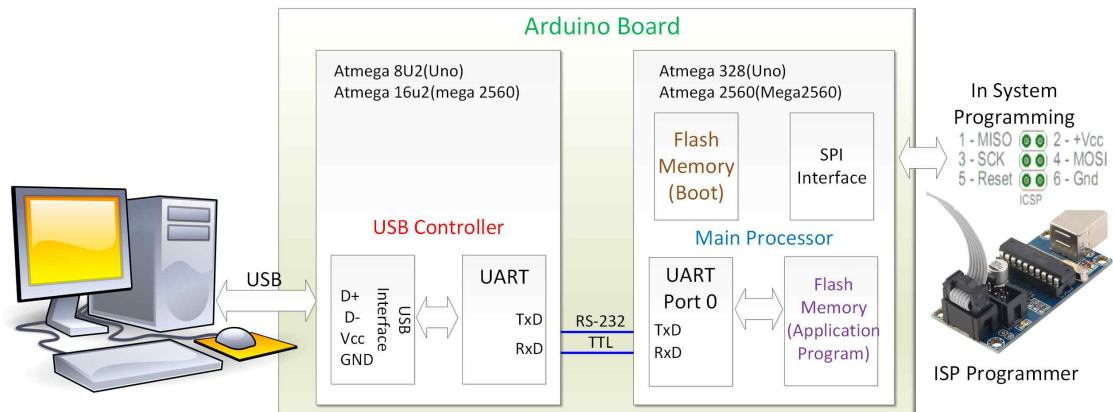 Arduino Board
Atmega 8U2(Uno)
Atmega 16u2(mega 2560)
USB Controller
USB
D+
D-
Vcc
GND
USB
Interface
UART
TxD
RxD
RS-232
TTL
Atmega 328(Uno)
Atmega 2560(Mega2560)
Flash
Memory
(Boot)
SPI
Interface
Main Processor
UART
Port 0
TxD
RxD
Flash
Memory
(Application
Program)
In System
Programming
1 - MISO 2 - +Vcc
3 - SCK 4 - MOSI
5 - Reset 6 - Gnd
ICSP
ISP Programmer